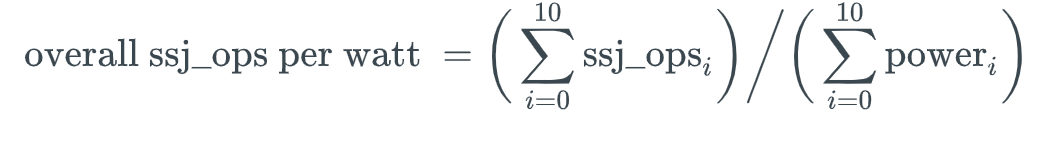 overall ssj_ops per watt = (∑_{i=0}^{10} ssj_ops_i) / (∑_{i=0}^{10} power_i)